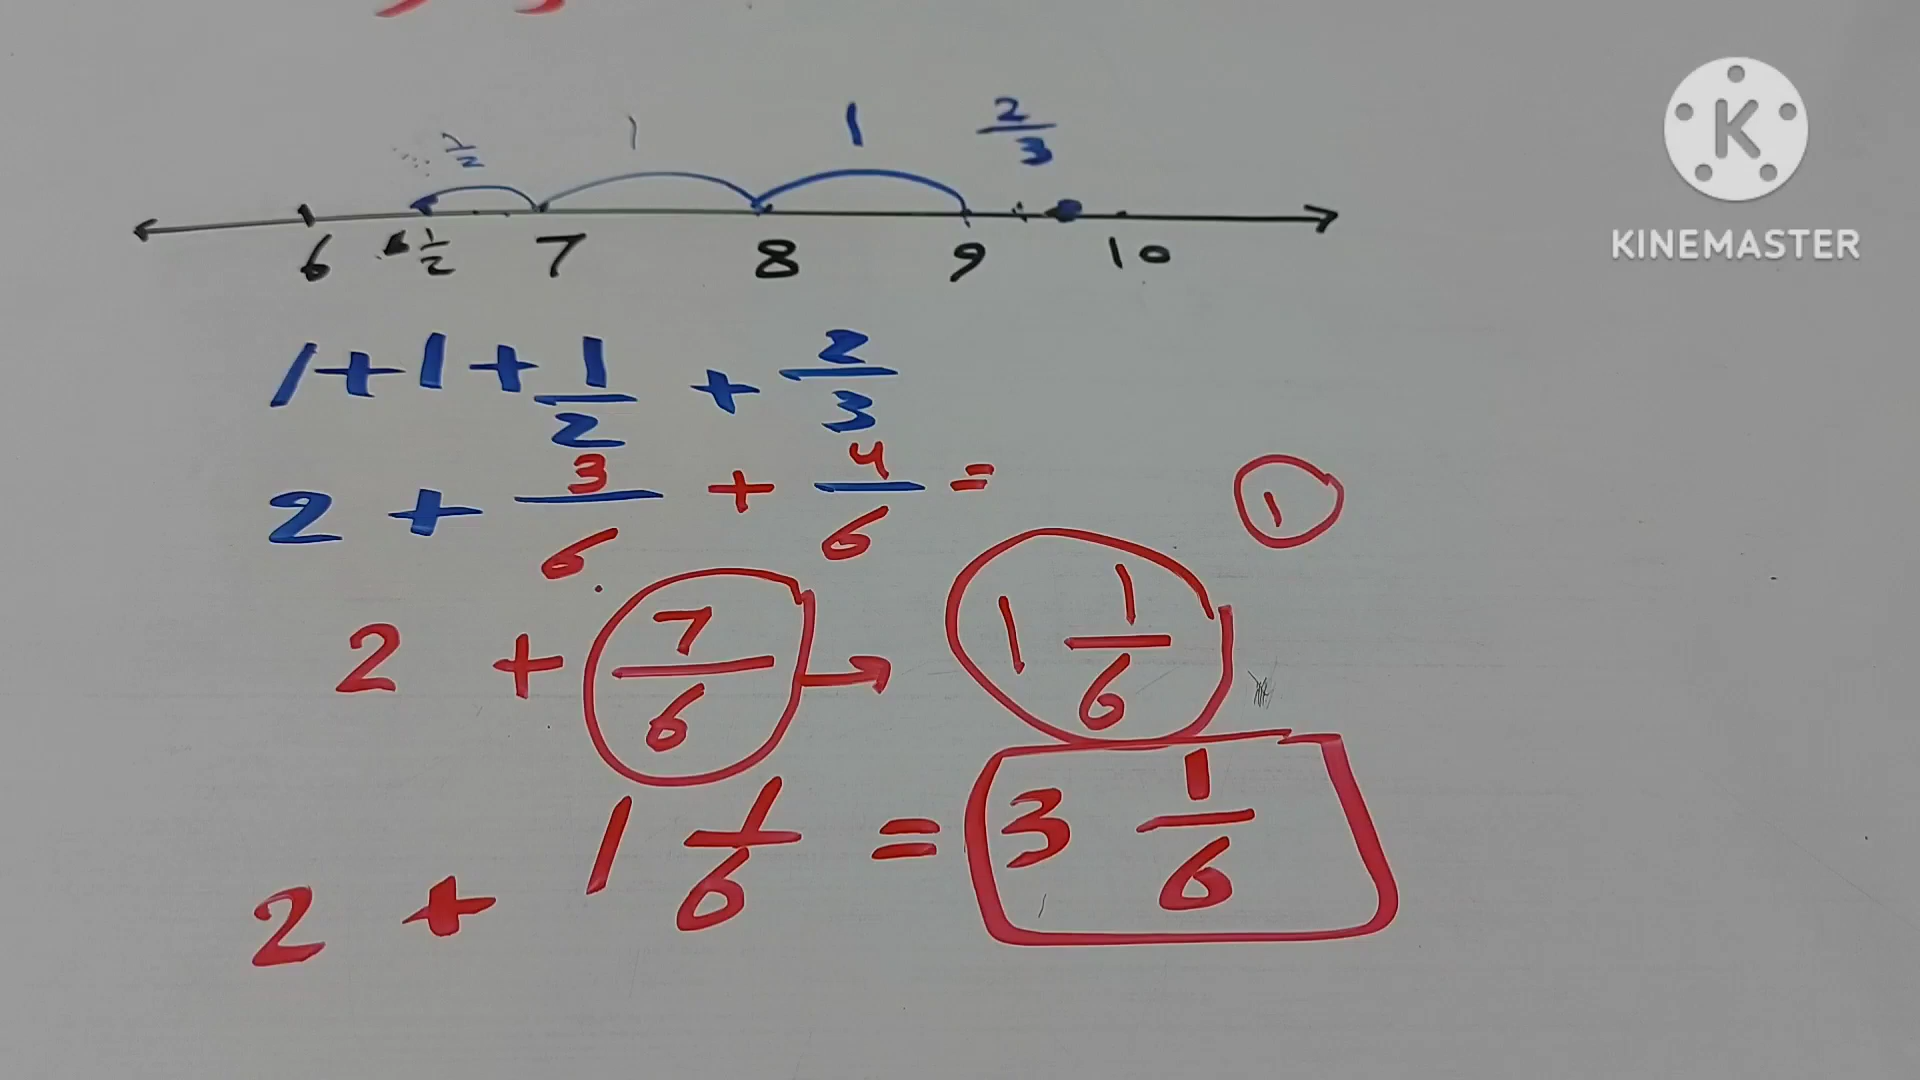 1/2 1 1 2/3
6 6 1/2 7 8 9 10
1 + 1 + 1/2 + 2/3
2 + 3/6 + 4/6 =
1
2 + 7/6 → 1 1/6
2 + 1 1/6 = 3 1/6
K
KINEMASTER